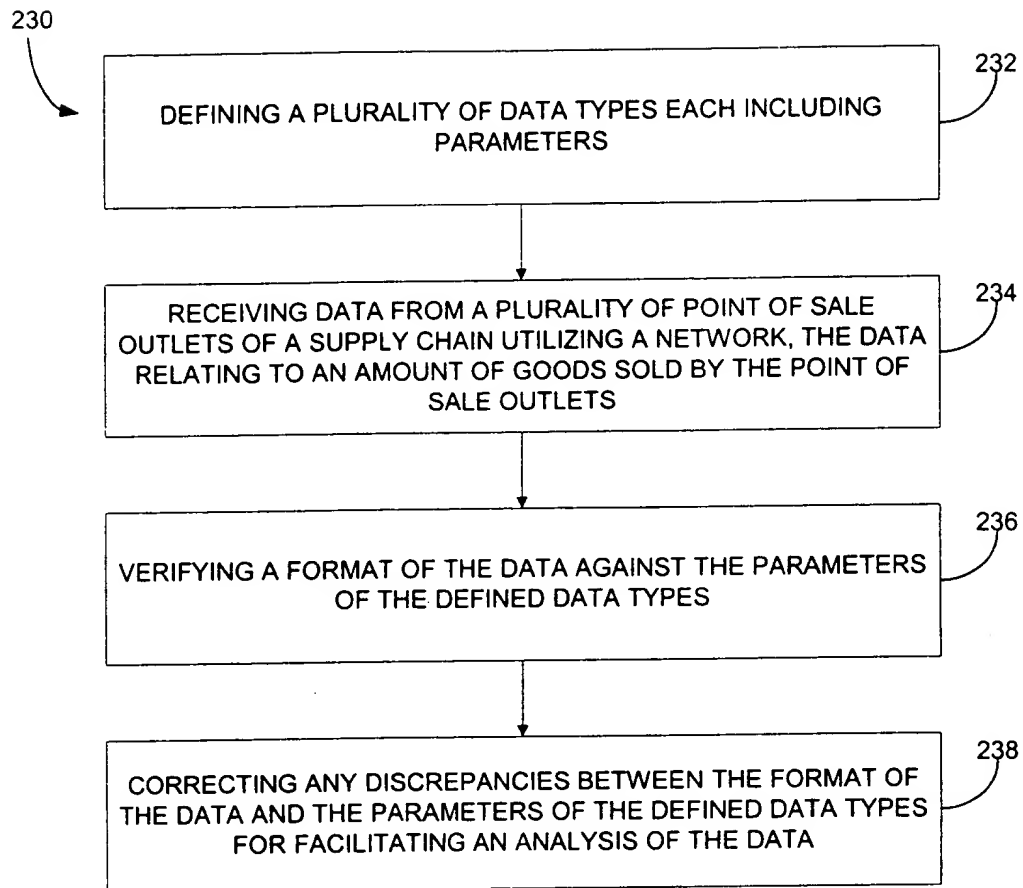 230
232
DEFINING A PLURALITY OF DATA TYPES EACH INCLUDING
PARAMETERS
234
RECEIVING DATA FROM A PLURALITY OF POINT OF SALE
OUTLETS OF A SUPPLY CHAIN UTILIZING A NETWORK, THE DATA
RELATING TO AN AMOUNT OF GOODS SOLD BY THE POINT OF
SALE OUTLETS
236
VERIFYING A FORMAT OF THE DATA AGAINST THE PARAMETERS
OF THE DEFINED DATA TYPES
238
CORRECTING ANY DISCREPANCIES BETWEEN THE FORMAT OF
THE DATA AND THE PARAMETERS OF THE DEFINED DATA TYPES
FOR FACILITATING AN ANALYSIS OF THE DATA